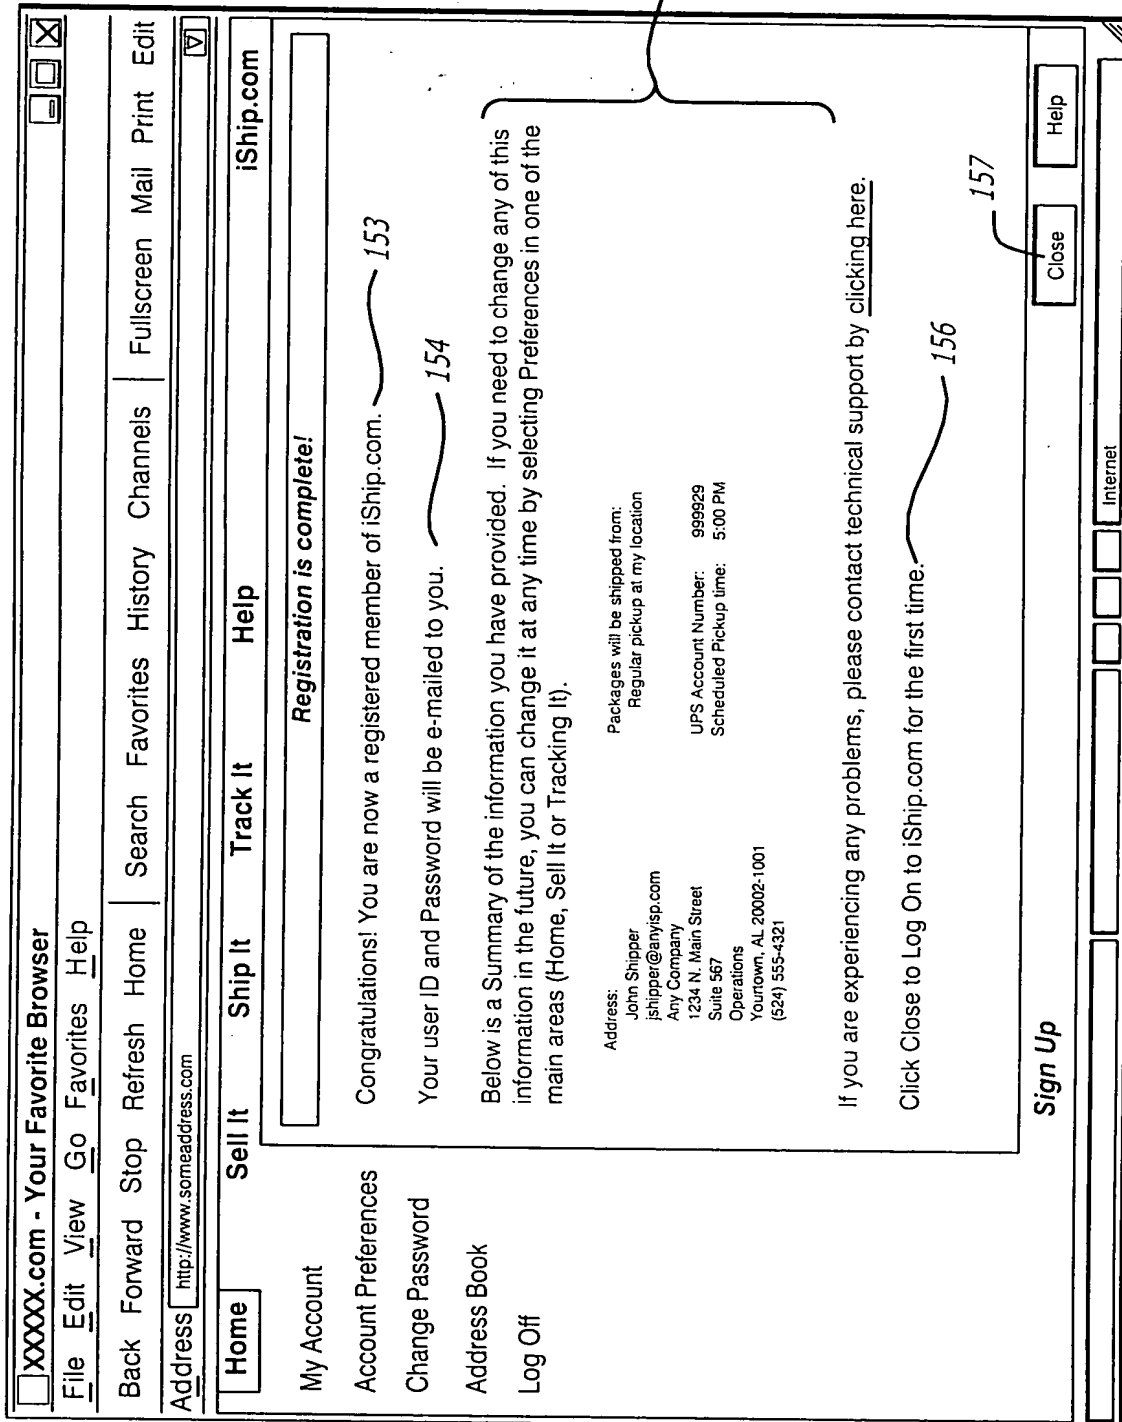 XXXXX.com - Your Favorite Browser
File Edit View Go Favorites Help
Back Forward Stop Refresh Home Search Favorites History Channels Fullscreen Mail Print Edit
Address http://www.someaddress.com
Home Sell It Ship It Track It Help iShip.com
My Account
Account Preferences
Change Password
Address Book
Log Off
Registration is complete!
Congratulations! You are now a registered member of iShip.com. 153
Your user ID and Password will be e-mailed to you. 154
Below is a Summary of the information you have provided. If you need to change any of this
information in the future, you can change it at any time by selecting Preferences in one of the
main areas (Home, Sell It or Tracking It).
Address:
John Shipper
jshipper@anyisp.com
Any Company
1234 N. Main Street
Suite 567
Operations
Yourtown, AL 20002-1001
(524) 555-4321
Packages will be shipped from:
Regular pickup at my location
UPS Account Number: 999929
Scheduled Pickup time: 5:00 PM
If you are experiencing any problems, please contact technical support by clicking here.
Click Close to Log On to iShip.com for the first time. 156
157
Sign Up Close Help
Internet